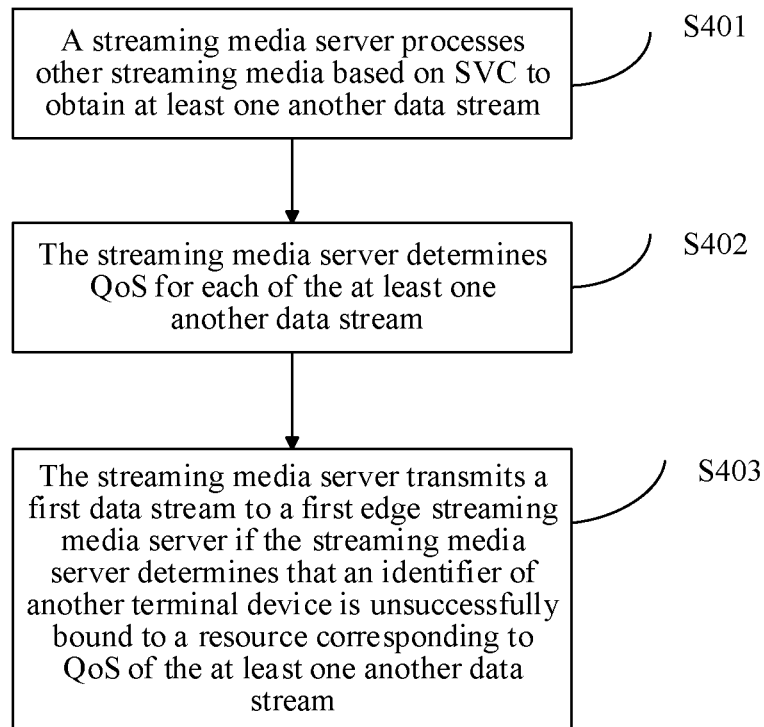 A streaming media server processes
other streaming media based on SVC to
obtain at least one another data stream
S401
The streaming media server determines
QoS for each of the at least one
another data stream
S402
The streaming media server transmits a
first data stream to a first edge streaming
media server if the streaming media
server determines that an identifier of
another terminal device is unsuccessfully
bound to a resource corresponding to
QoS of the at least one another data
stream
S403